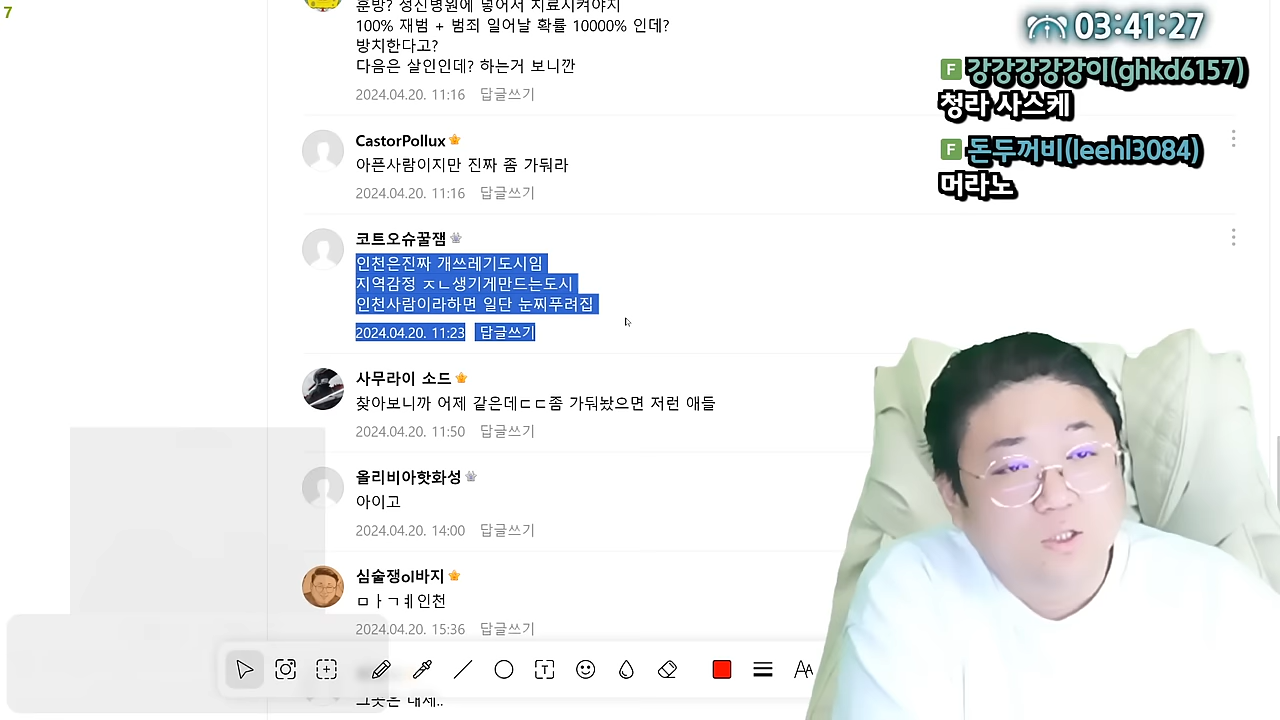 7
훈방? 정신병원에 넣어서 치료시켜야지
100% 재범 + 범죄 일어날 확률 10000% 인데?
방치한다고?
다음은 살인인데? 하는거 보니깐
2024.04.20. 11:16 답글쓰기
CastorPollux
아픈사람이지만 진짜 좀 가둬라
2024.04.20. 11:16 답글쓰기
코트오슈꿀잼
인천은진짜 개쓰레기도시임
지역감정 ㅈㄴ생기게만드는도시
인천사람이라하면 일단 눈찌푸려집
2024.04.20. 11:23 답글쓰기
사무라이 소드
찾아보니까 어제 같은데ㄷㄷ좀 가둬놨으면 저런 애들
2024.04.20. 11:50 답글쓰기
올리비아핫화성
아이고
2024.04.20. 14:00 답글쓰기
심술쟁ol바지
ㅁㅏㄱㅖ인천
2024.04.20. 15:36 답글쓰기
03:41:27
F 강강강강강이(ghkd6157)
청라 사스케
F 돈두꺼비(leehl3084)
머라노
T
AA